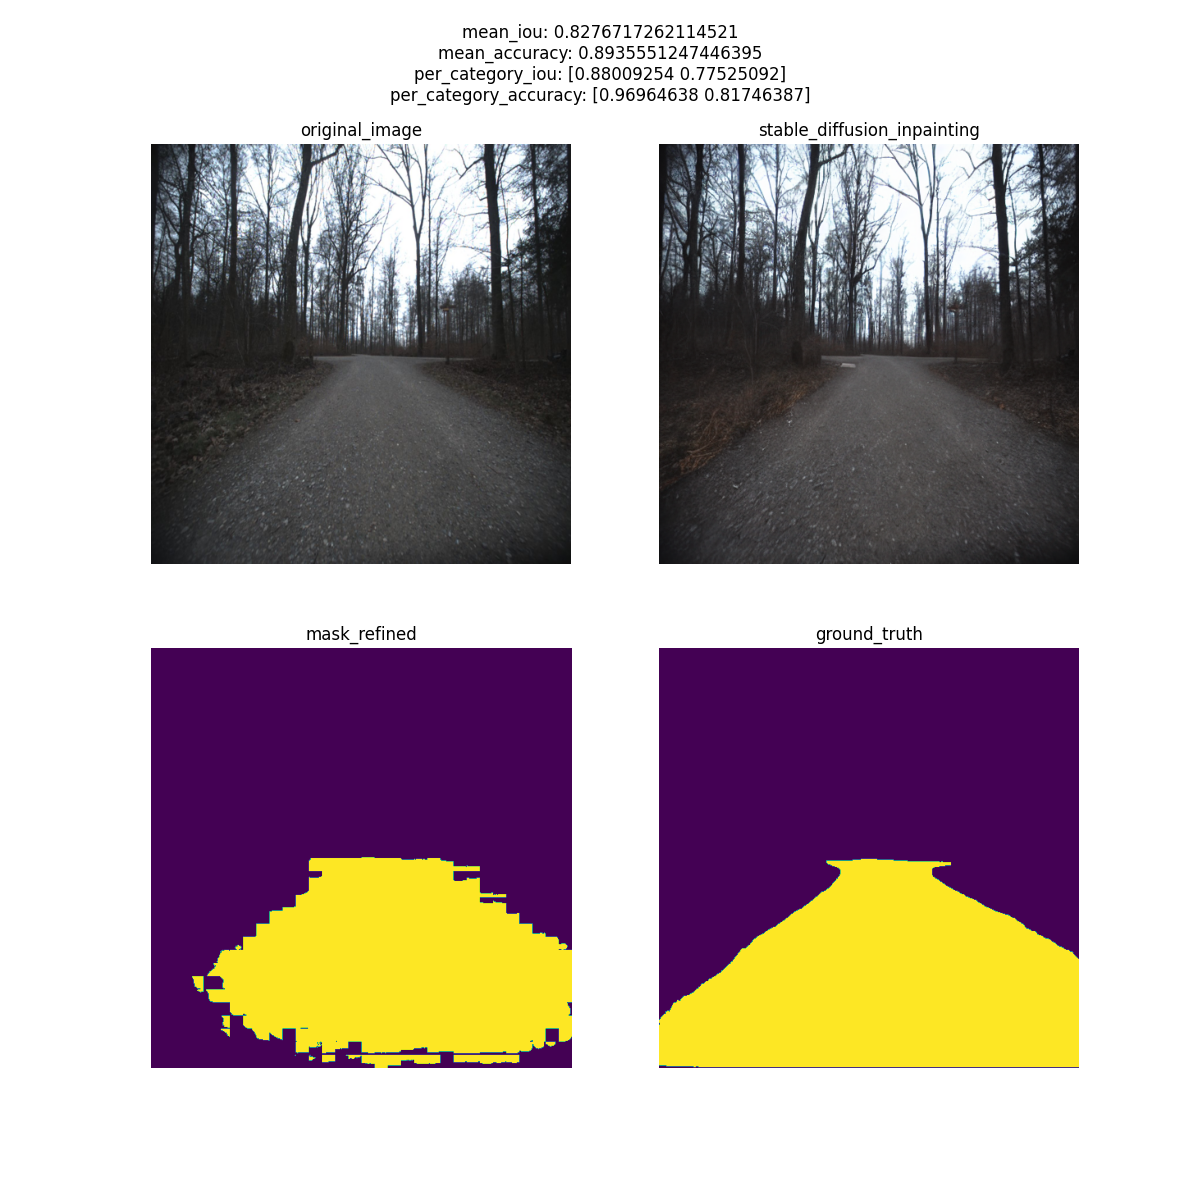 mean_iou: 0.8276717262114521
mean_accuracy: 0.8935551247446395
per_category_iou: [0.88009254 0.77525092]
per_category_accuracy: [0.96964638 0.81746387]
original_image
stable_diffusion_inpainting
mask_refined
ground_truth